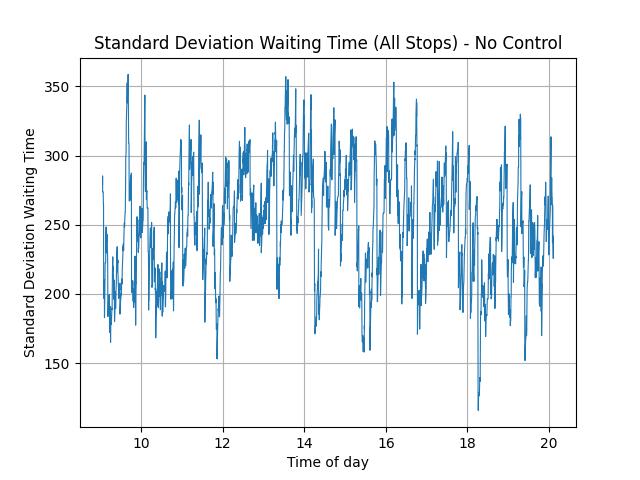 Standard Deviation Waiting Time (All Stops) - No Control
Standard Deviation Waiting Time
350
300
250
200
150
10 12 14 16 18 20
Time of day